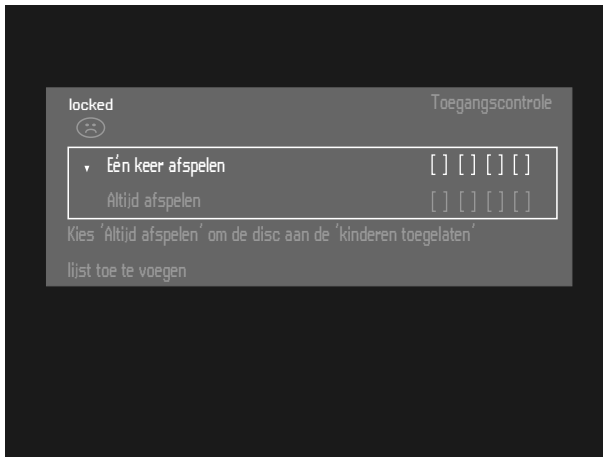 locked Toegangscontrole
Eén keer afspelen [ ] [ ] [ ] [ ]
Altijd afspelen [ ] [ ] [ ] [ ]
Kies 'Altijd afspelen' om de disc aan de 'kinderen toegelaten'
lijst toe te voegen